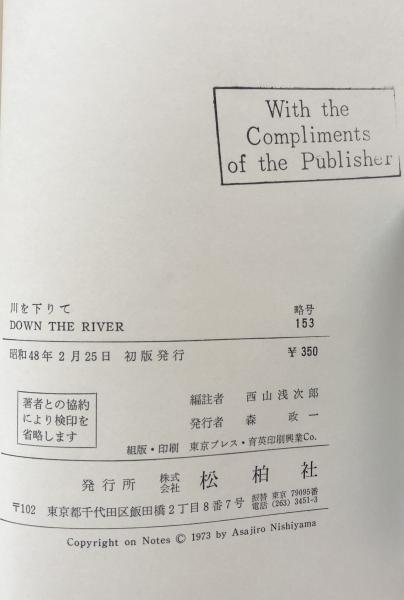 With the
Compliments
of the Publisher
川を下りて 略号
DOWN THE RIVER 153
昭和48年2月25日 初版発行 ¥350
著者との協約
により検印を
省略します
編註者 西山浅次郎
発行者 森 政一
組版・印刷 東京プレス・育英印刷興業Co.
発行所 株式会社 松柏社
〒102 東京都千代田区飯田橋2丁目8番7号 振替 東京 79095番
電話 (263) 3451-3
Copyright on Notes © 1973 by Asajiro Nishiyama